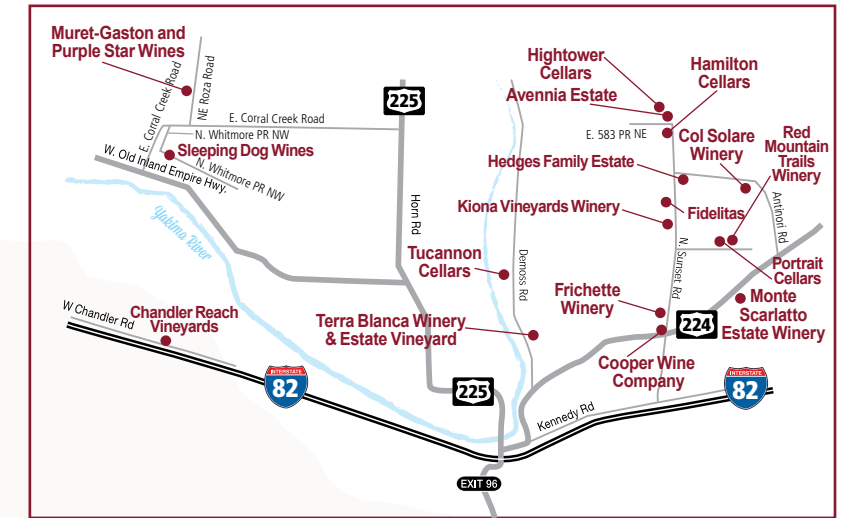 Muret-Gaston and
Purple Star Wines
E. Corral Creek Road
NE Roza Road
E. Corral Creek Road
N. Whitmore PR NW
Sleeping Dog Wines
N. Whitmore PR NW
W. Old Inland Empire Hwy.
Yakima River
225
Horn Rd
Hightower
Cellars
Avennia Estate
Hamilton
Cellars
E. 583 PR NE
Col Solare
Winery
Red
Mountain
Trails
Winery
Hedges Family Estate
Kiona Vineyards Winery
Fidelitas
Antinori Rd
N. Sunset Rd
Portrait
Cellars
Tucannon
Cellars
Demoss Rd
Frichette
Winery
224
Monte
Scarlatto
Estate Winery
W Chandler Rd
Chandler Reach
Vineyards
Terra Blanca Winery
& Estate Vineyard
Cooper Wine
Company
INTERSTATE
82
225
Kennedy Rd
INTERSTATE
82
EXIT 96